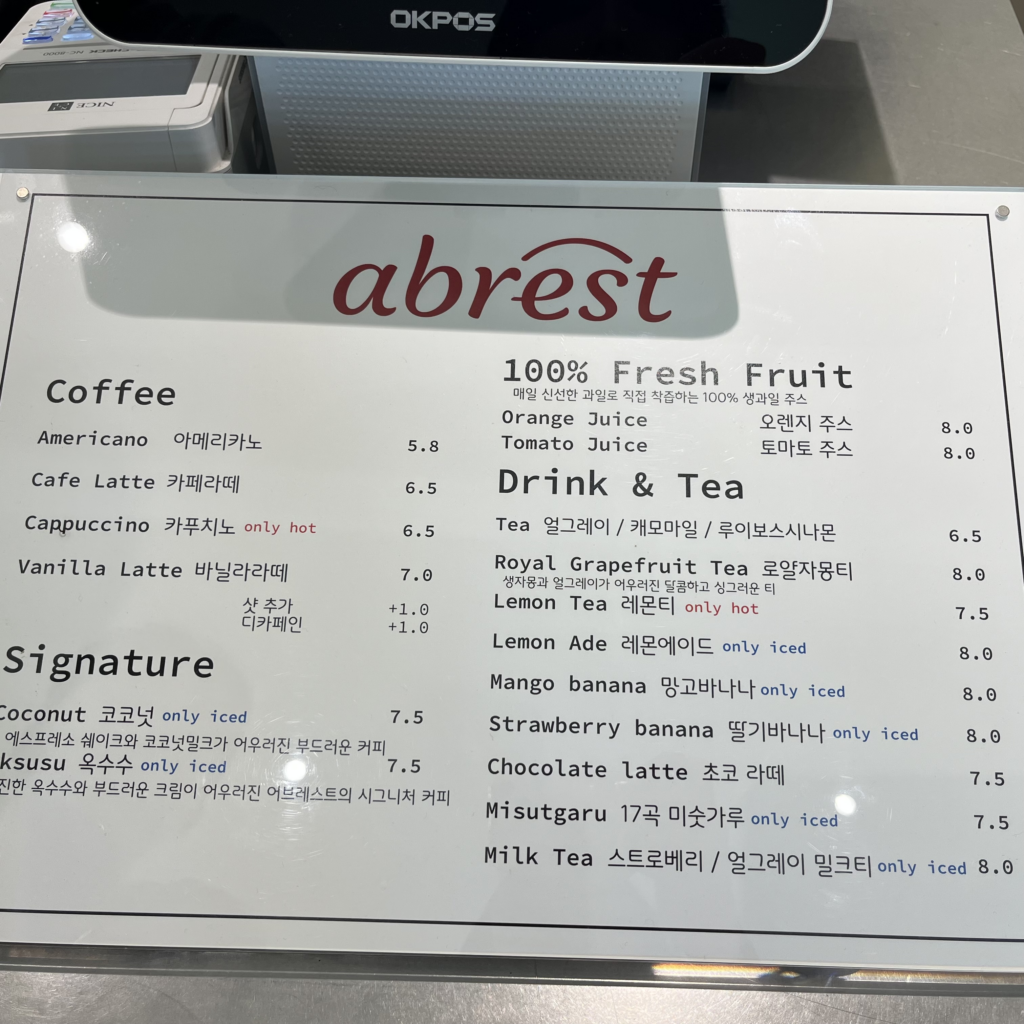 OKPOS
CHECK NC-8000
NICE
abrest
Coffee
Americano 아메리카노 5.8
Cafe Latte 카페라떼 6.5
Cappuccino 카푸치노 only hot 6.5
Vanilla Latte 바닐라라떼 7.0
샷 추가 +1.0
디카페인 +1.0
Signature
Coconut 코코넛 only iced 7.5
에스프레소 쉐이크와 코코넛밀크가 어우러진 부드러운 커피
ksusu 옥수수 only iced 7.5
진한 옥수수와 부드러운 크림이 어우러진 어브레스트의 시그니처 커피
100% Fresh Fruit
매일 신선한 과일로 직접 착즙하는 100% 생과일 주스
Orange Juice 오렌지 주스 8.0
Tomato Juice 토마토 주스 8.0
Drink & Tea
Tea 얼그레이 / 캐모마일 / 루이보스시나몬 6.5
Royal Grapefruit Tea 로얄자몽티 8.0
생자몽과 얼그레이가 어우러진 달콤하고 싱그러운 티
Lemon Tea 레몬티 only hot 7.5
Lemon Ade 레몬에이드 only iced 8.0
Mango banana 망고바나나 only iced 8.0
Strawberry banana 딸기바나나 only iced 8.0
Chocolate latte 초코 라떼 7.5
Misutgaru 17곡 미숫가루 only iced 7.5
Milk Tea 스트로베리 / 얼그레이 밀크티 only iced 8.0